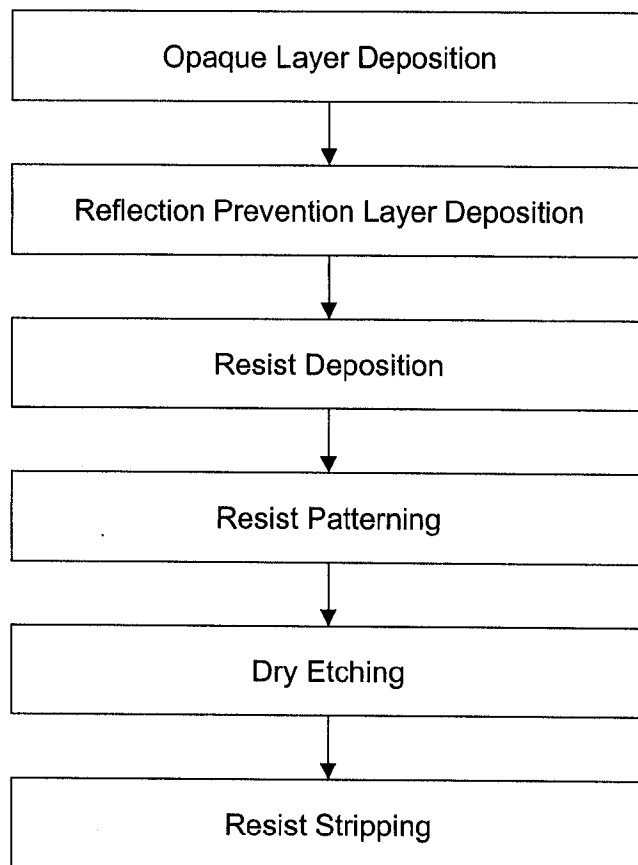 Opaque Layer Deposition
Reflection Prevention Layer Deposition
Resist Deposition
Resist Patterning
Dry Etching
Resist Stripping